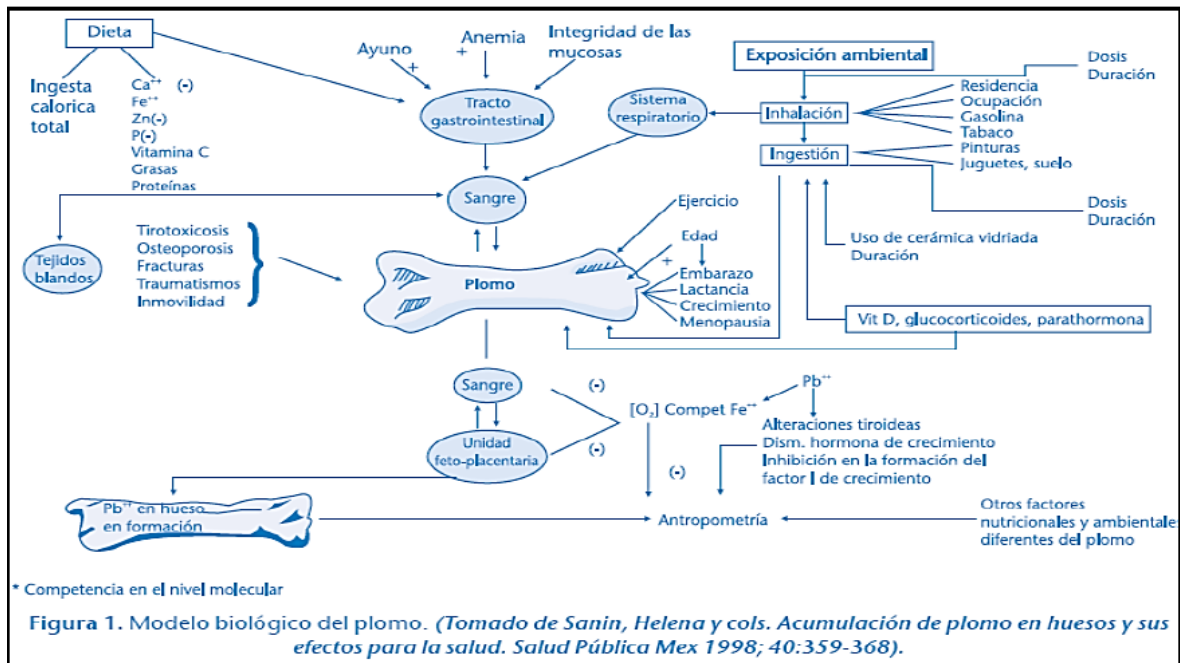 Dieta
Ayuno
+
Anemia
+
Integridad de las
mucosas
Exposición ambiental
Dosis
Duración
Ingesta
calorica
total
Ca⁺⁺ (-)
Fe⁺⁺
Zn(-)
P(-)
Vitamina C
Grasas
Proteínas
Tracto
gastrointestinal
Sistema
respiratorio
Inhalación
Ingestión
Residencia
Ocupación
Gasolina
Tabaco
Pinturas
Juguetes, suelo
Sangre
Dosis
Duración
Tejidos
blandos
Tirotoxicosis
Osteoporosis
Fracturas
Traumatismos
Inmovilidad
Plomo
Ejercicio
Edad
+
Embarazo
Lactancia
Crecimiento
Menopausia
Uso de cerámica vidriada
Duración
Vit D, glucocorticoides, parathormona
Sangre
(-)
Unidad
feto-placentaria
(-)
[O₂] Compet Fe⁺⁺
Pb⁺⁺
(-)
Alteraciones tiroideas
Dism. hormona de crecimiento
Inhibición en la formación del
factor I de crecimiento
Pb⁺⁺ en hueso
en formación
Antropometría
Otros factores
nutricionales y ambientales
diferentes del plomo
* Competencia en el nivel molecular
Figura 1. Modelo biológico del plomo. (Tomado de Sanin, Helena y cols. Acumulación de plomo en huesos y sus
efectos para la salud. Salud Pública Mex 1998; 40:359-368).